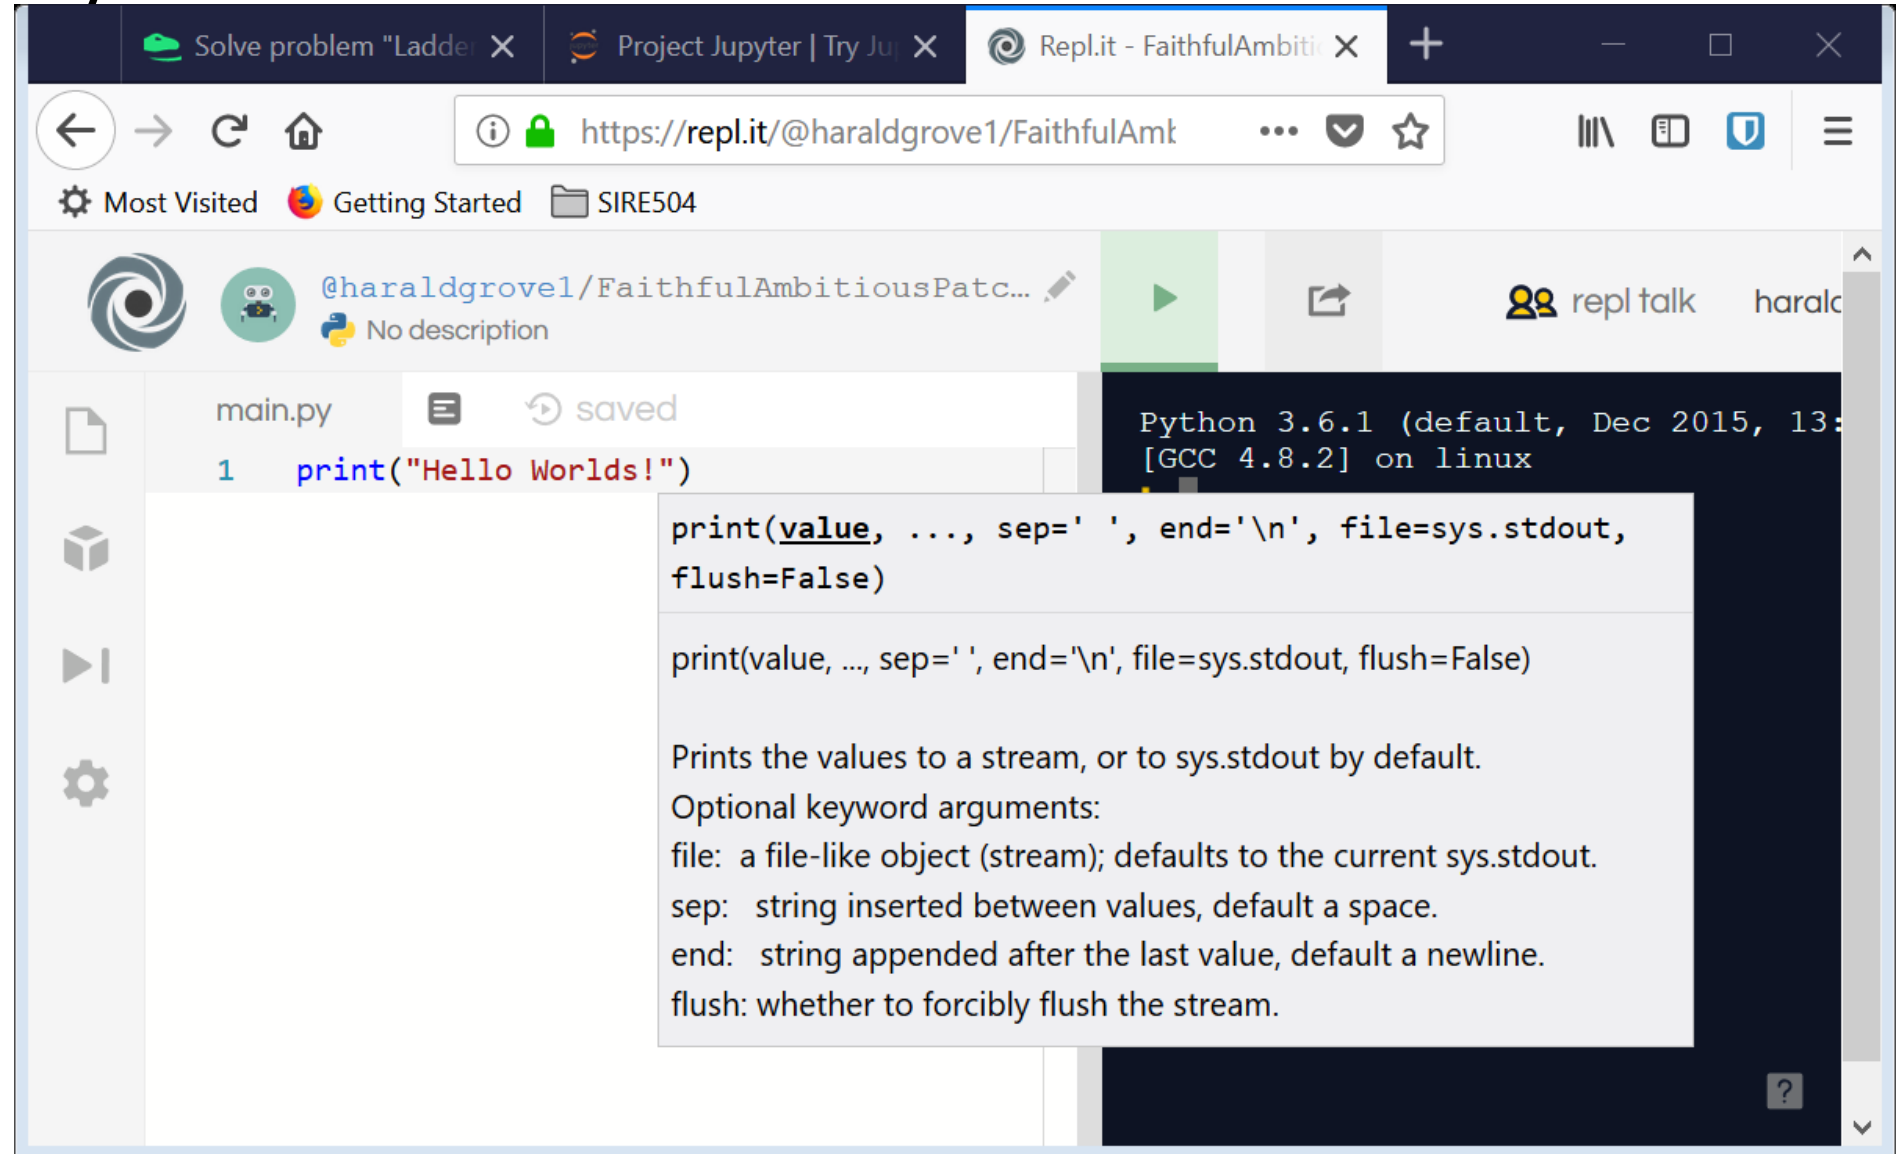 Solve problem "Ladde
Project Jupyter | Try Ju
Repl.it - FaithfulAmbiti
https://repl.it/@haraldgrove1/FaithfulAmb
Most Visited
Getting Started
SIRE504
@haraldgrove1/FaithfulAmbitiousPatc...
No description
repl talk
harald
main.py
saved
Python 3.6.1 (default, Dec 2015, 13:
[GCC 4.8.2] on linux
1 print("Hello Worlds!")
print(value, ..., sep=' ', end='\n', file=sys.stdout,
flush=False)
print(value, ..., sep=' ', end='\n', file=sys.stdout, flush=False)
Prints the values to a stream, or to sys.stdout by default.
Optional keyword arguments:
file: a file-like object (stream); defaults to the current sys.stdout.
sep: string inserted between values, default a space.
end: string appended after the last value, default a newline.
flush: whether to forcibly flush the stream.
?